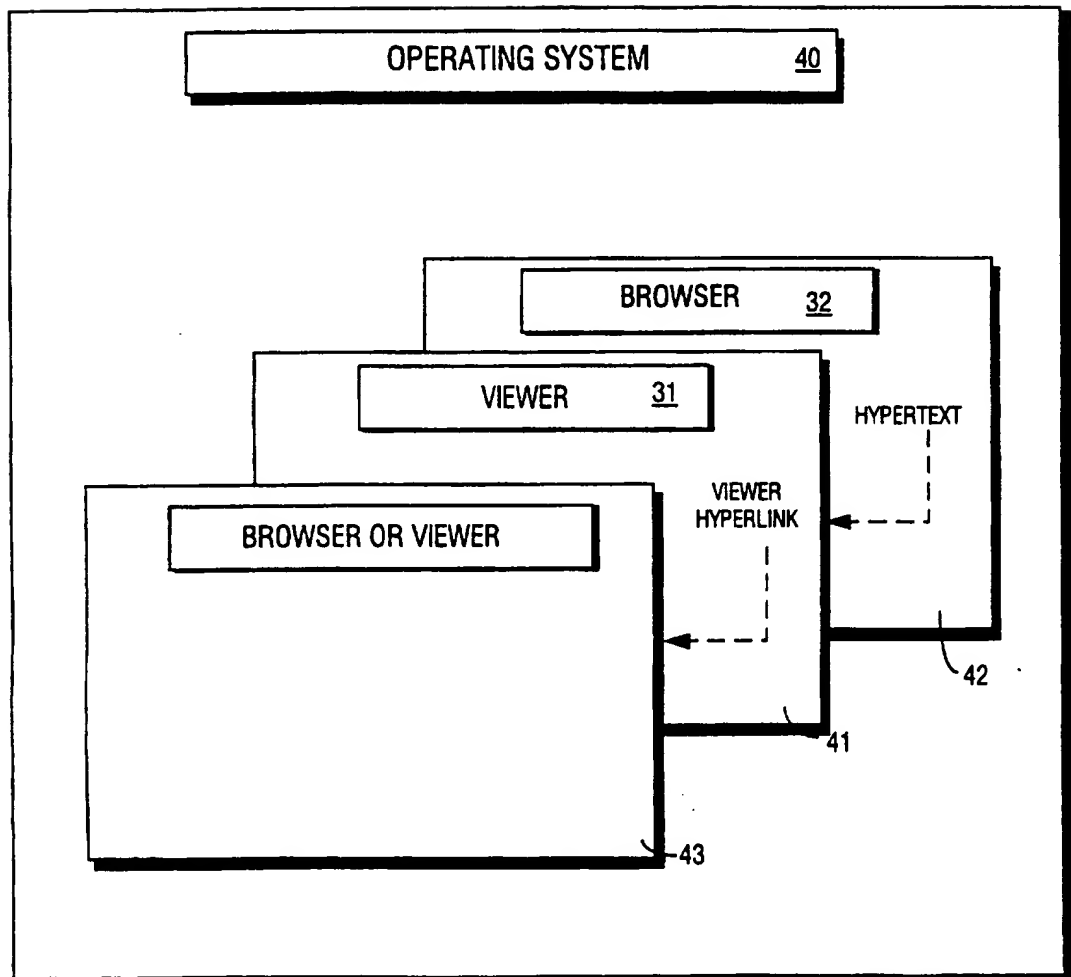 OPERATING SYSTEM 40
BROWSER 32
VIEWER 31
HYPERTEXT
VIEWER
HYPERLINK
BROWSER OR VIEWER
42
41
43